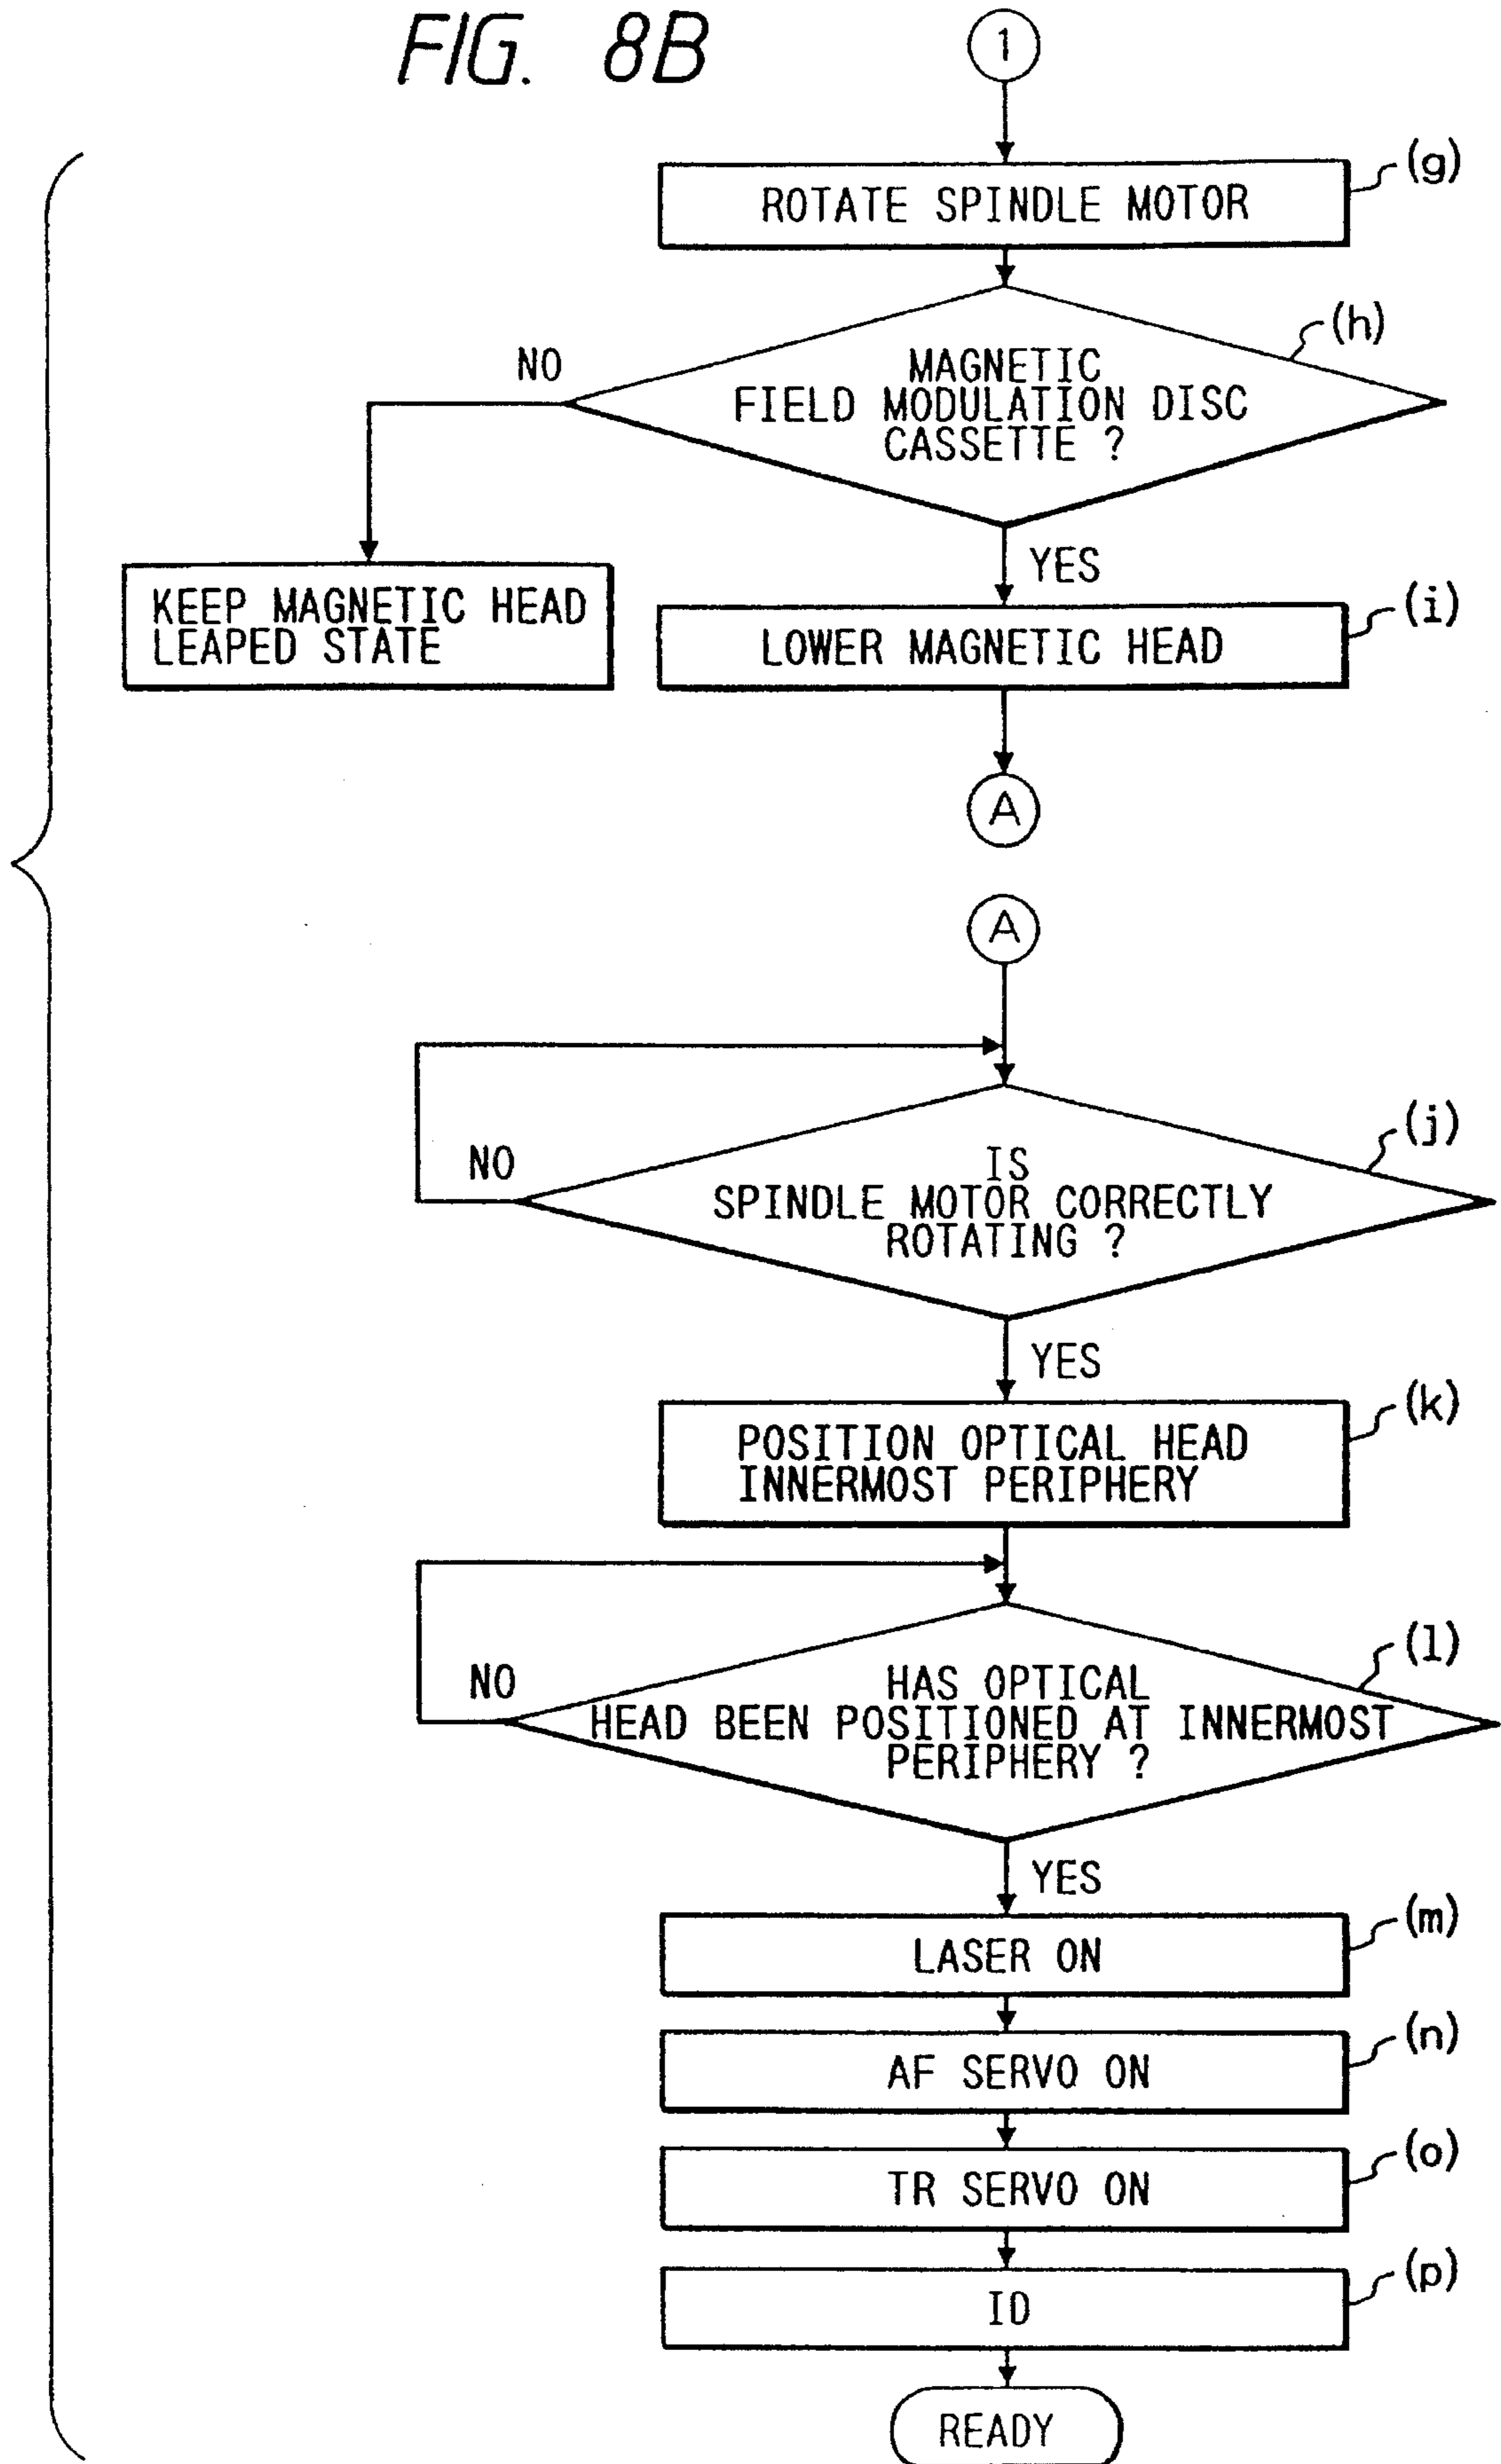 FIG. 8B
1
(g)
ROTATE SPINDLE MOTOR
(h)
NO
MAGNETIC
FIELD MODULATION DISC
CASSETTE ?
YES
KEEP MAGNETIC HEAD
LEAPED STATE
(i)
LOWER MAGNETIC HEAD
A
A
(j)
NO
IS
SPINDLE MOTOR CORRECTLY
ROTATING ?
YES
(k)
POSITION OPTICAL HEAD
INNERMOST PERIPHERY
(l)
NO
HAS OPTICAL
HEAD BEEN POSITIONED AT INNERMOST
PERIPHERY ?
YES
(m)
LASER ON
(n)
AF SERVO ON
(o)
TR SERVO ON
(p)
ID
READY